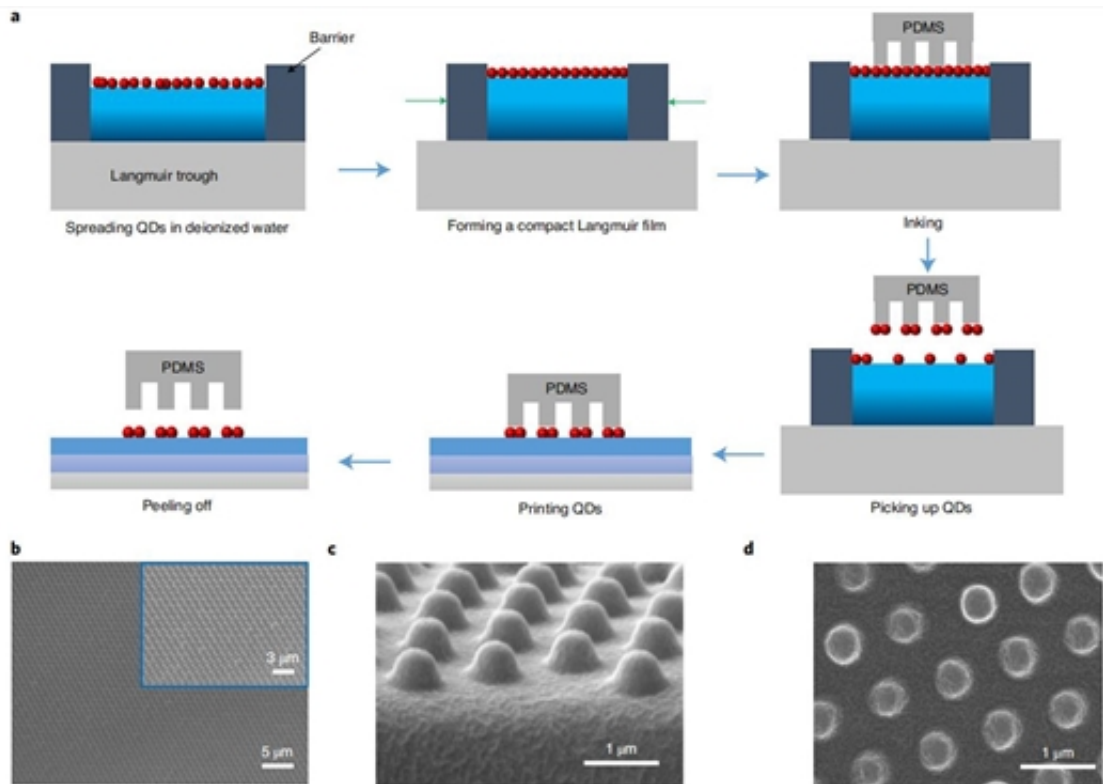 a
PDMS
Barrier
Langmuir trough
Spreading QDs in deionized water
Forming a compact Langmuir film
Inking
PDMS
PDMS
PDMS
Peeling off
Printing QDs
Picking up QDs
b
c
d
3 μm
5 μm
1 μm
1 μm